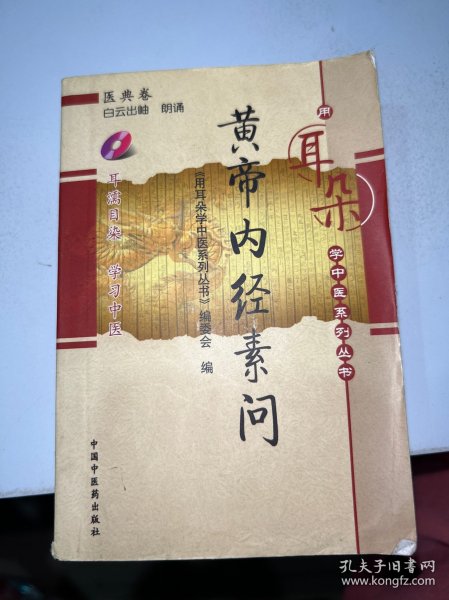 医典卷
白云出岫 朗诵
用
耳朵
学中医系列丛书
黄帝内经素问
《用耳朵学中医系列丛书》编委会 编
耳濡目染 学习中医
中国中医药出版社
孔夫子旧书网
www.kongfz.com